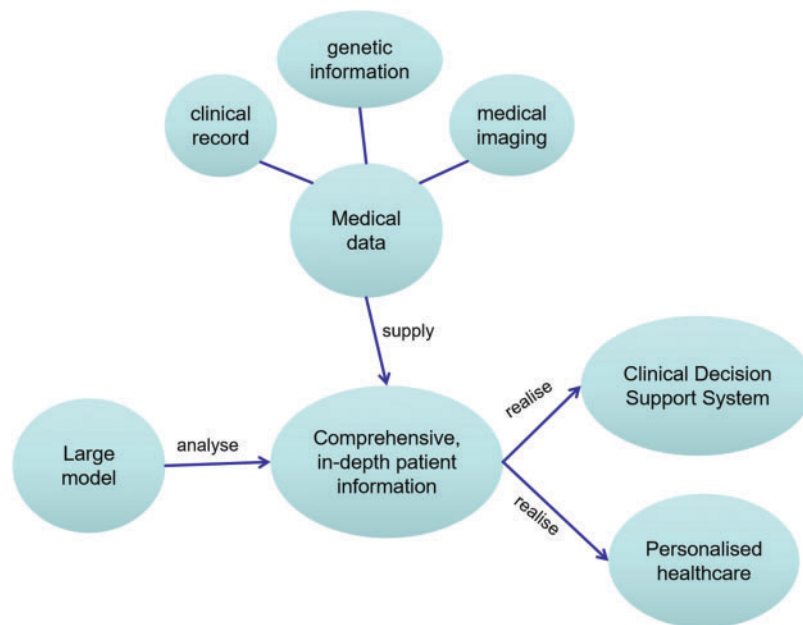 genetic
information
clinical
record
medical
imaging
Medical
data
supply
Large
model
analyse
Comprehensive,
in-depth patient
information
realise
Clinical Decision
Support System
realise
Personalised
healthcare